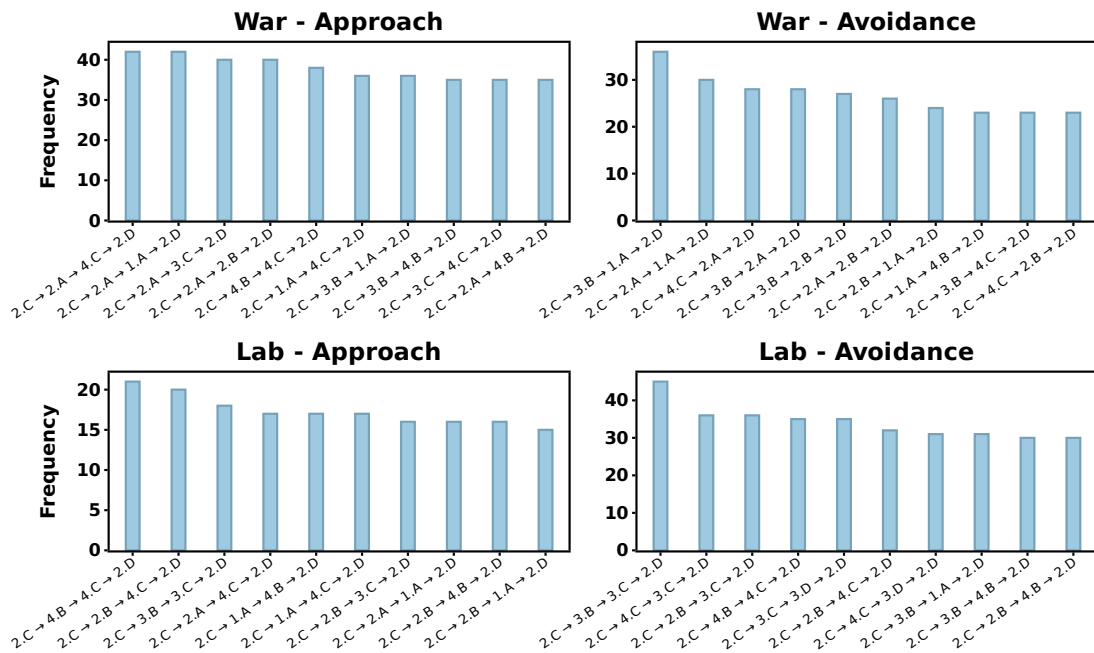 War - Approach
Frequency
40
30
20
10
0
2.C → 2.A → 4.C → 2.D
2.C → 2.A → 1.A → 2.D
2.C → 2.A → 3.C → 2.D
2.C → 2.A → 2.B → 2.D
2.C → 4.B → 4.C → 2.D
2.C → 1.A → 4.C → 2.D
2.C → 3.B → 1.A → 2.D
2.C → 3.B → 4.B → 2.D
2.C → 3.C → 4.C → 2.D
2.C → 2.A → 4.B → 2.D
War - Avoidance
30
20
10
0
2.C → 3.B → 1.A → 2.D
2.C → 2.A → 1.A → 2.D
2.C → 4.C → 2.A → 2.D
2.C → 3.B → 2.A → 2.D
2.C → 3.B → 2.B → 2.D
2.C → 2.A → 2.B → 2.D
2.C → 2.B → 1.A → 2.D
2.C → 1.A → 4.B → 2.D
2.C → 3.B → 4.C → 2.D
2.C → 4.C → 2.B → 2.D
Lab - Approach
Frequency
20
15
10
5
0
2.C → 4.B → 4.C → 2.D
2.C → 2.B → 4.C → 2.D
2.C → 3.B → 3.C → 2.D
2.C → 2.A → 4.C → 2.D
2.C → 1.A → 4.B → 2.D
2.C → 1.A → 4.C → 2.D
2.C → 2.B → 3.C → 2.D
2.C → 2.A → 1.A → 2.D
2.C → 2.B → 4.B → 2.D
2.C → 2.B → 1.A → 2.D
Lab - Avoidance
40
30
20
10
0
2.C → 3.B → 3.C → 2.D
2.C → 4.C → 3.C → 2.D
2.C → 2.B → 3.C → 2.D
2.C → 4.B → 4.C → 2.D
2.C → 3.C → 3.D → 2.D
2.C → 2.B → 4.C → 2.D
2.C → 4.C → 3.D → 2.D
2.C → 3.B → 1.A → 2.D
2.C → 3.B → 4.B → 2.D
2.C → 2.B → 4.B → 2.D